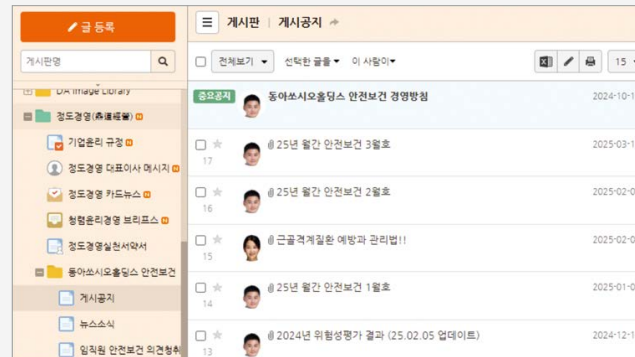 글 등록
게시판 | 게시공지
게시판명
전체보기 선택한 글을 이 사람이 15
DA Image Library
정도경영(正道經營) N
기업윤리 규정 N
정도경영 대표이사 메시지 N
정도경영 카드뉴스 N
청렴윤리경영 브리프스 N
정도경영실천서약서
동아쏘시오홀딩스 안전보건
게시공지
뉴스소식
임직원 안전보건 의견청취
중요공지 동아쏘시오홀딩스 안전보건 경영방침 2024-10-1
25년 월간 안전보건 3월호 2025-03-1
17
25년 월간 안전보건 2월호 2025-02-0
16
근골격계질환 예방과 관리법!! 2025-02-0
15
25년 월간 안전보건 1월호 2025-01-0
14
2024년 위험성평가 결과 (25.02.05 업데이트) 2024-12-1
13